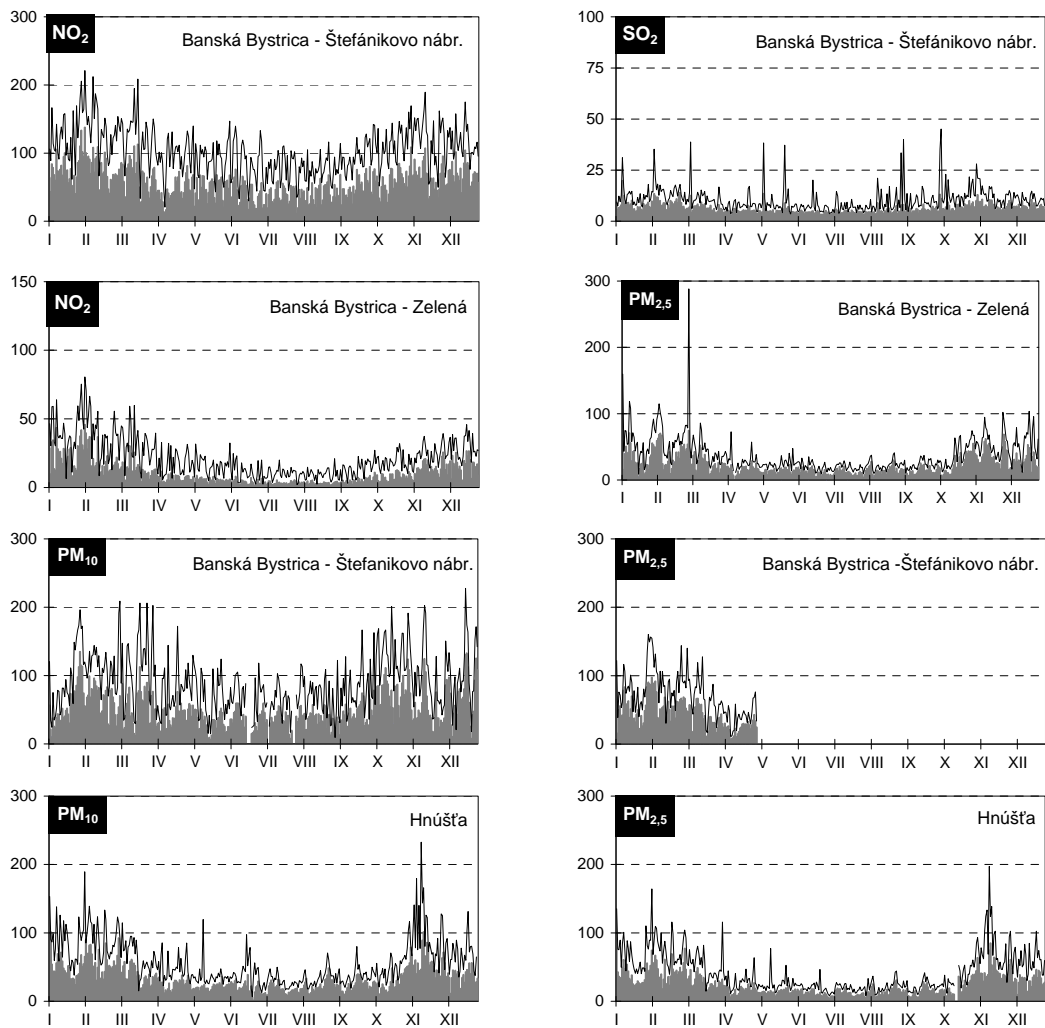 300
NO2
Banská Bystrica - Štefánikovo nábr.
200
100
0
I II III IV V VI VII VIII IX X XI XII
100
SO2
Banská Bystrica - Štefánikovo nábr.
75
50
25
0
I II III IV V VI VII VIII IX X XI XII
150
NO2
Banská Bystrica - Zelená
100
50
0
I II III IV V VI VII VIII IX X XI XII
300
PM2,5
Banská Bystrica - Zelená
200
100
0
I II III IV V VI VII VIII IX X XI XII
300
PM10
Banská Bystrica - Štefanikovo nábr.
200
100
0
I II III IV V VI VII VIII IX X XI XII
300
PM2,5
Banská Bystrica -Štefánikovo nábr.
200
100
0
I II III IV V VI VII VIII IX X XI XII
300
PM10
Hnúšťa
200
100
0
I II III IV V VI VII VIII IX X XI XII
300
PM2,5
Hnúšťa
200
100
0
I II III IV V VI VII VIII IX X XI XII